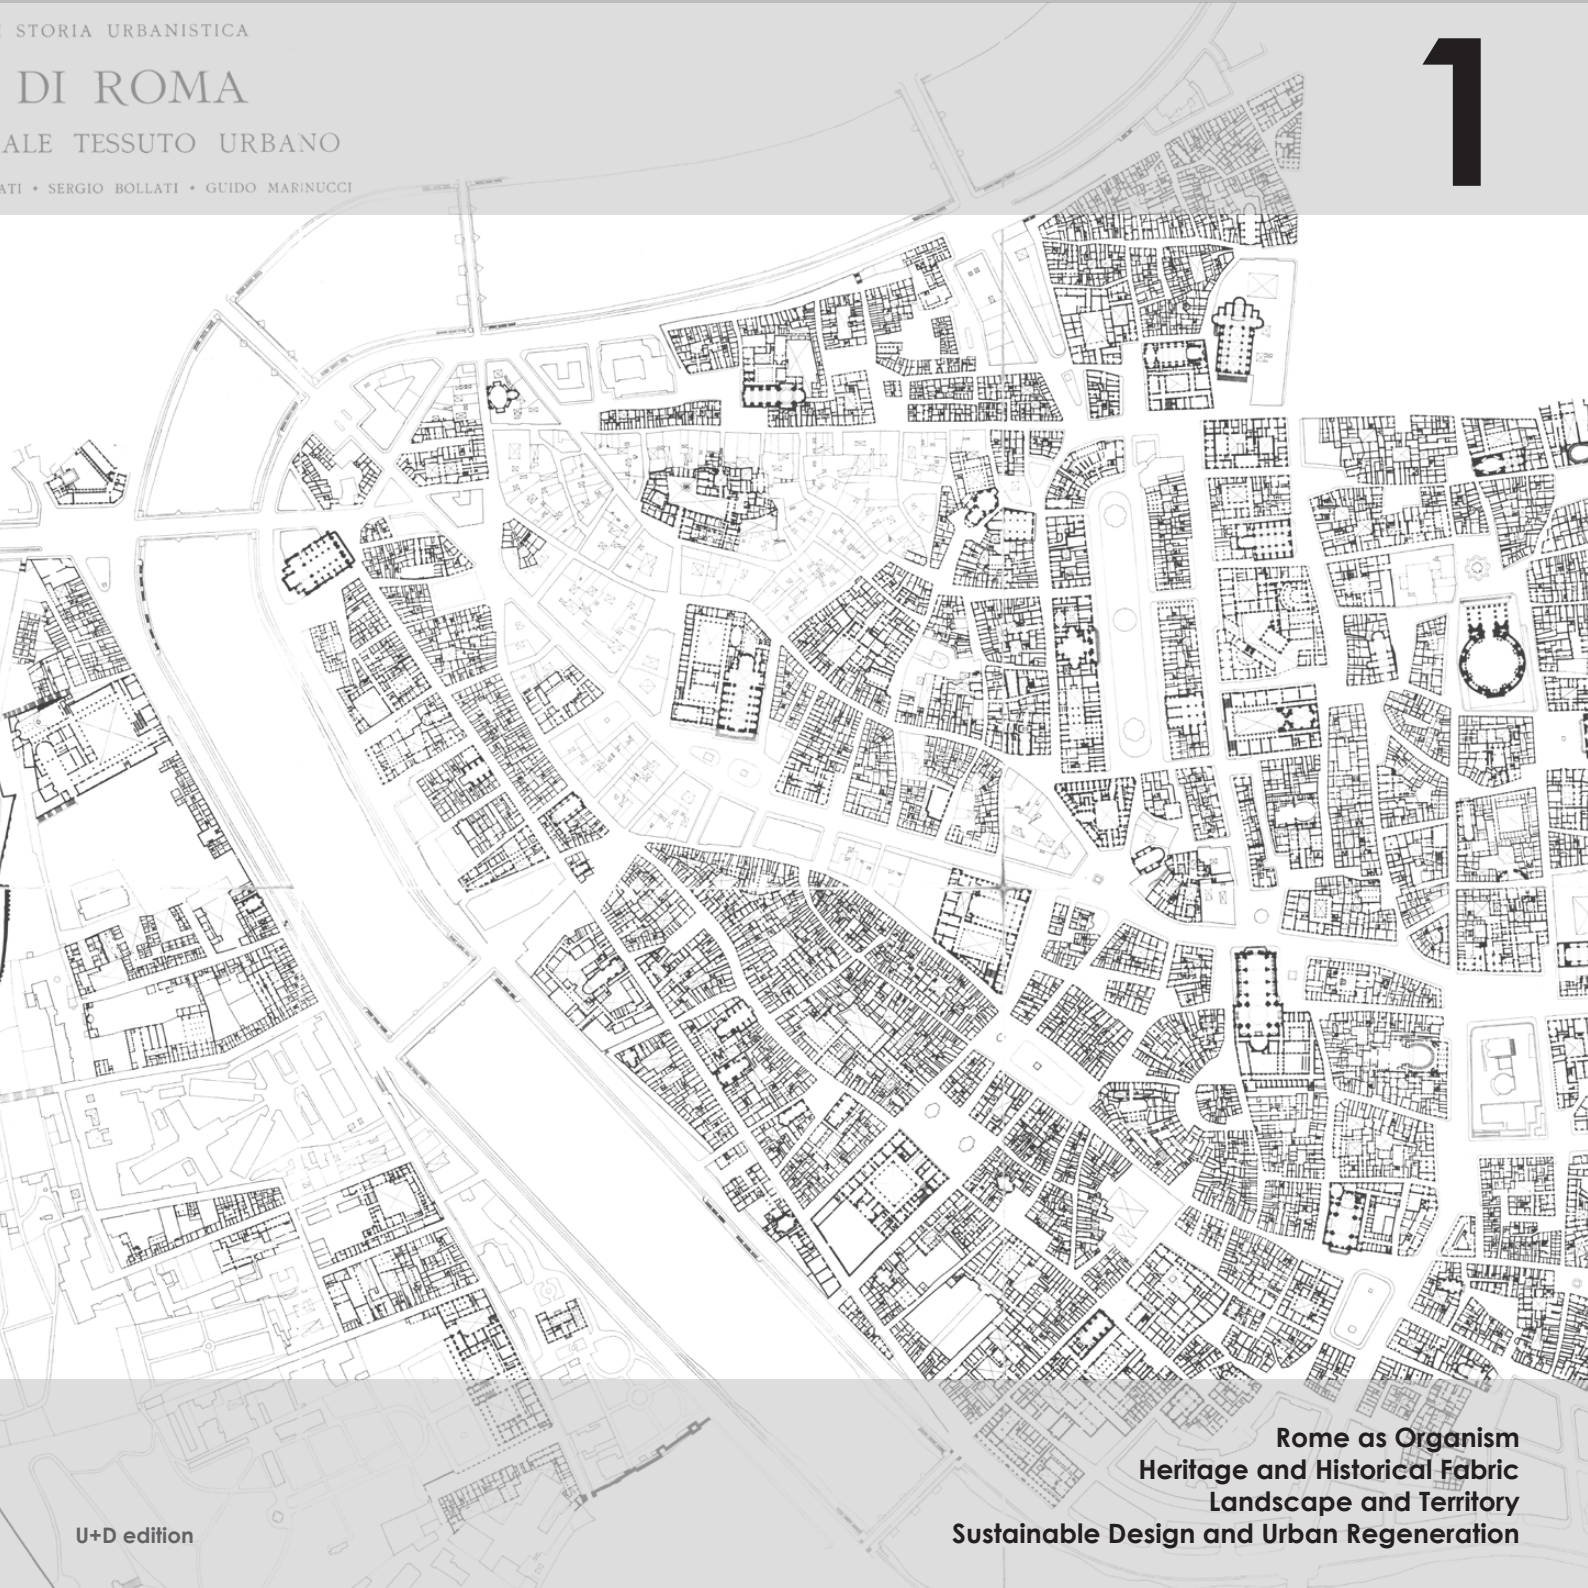 STORIA URBANISTICA
DI ROMA
ALE TESSUTO URBANO
ATI • SERGIO BOLLATI • GUIDO MARINUCCI
1
Rome as Organism
Heritage and Historical Fabric
Landscape and Territory
Sustainable Design and Urban Regeneration
U+D edition